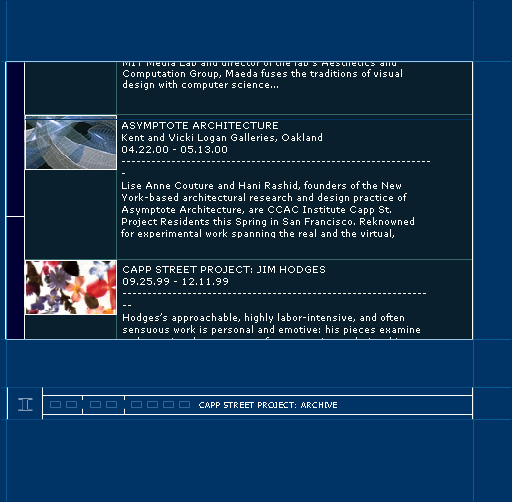 MIT Media Lab and director of the lab's Aesthetics and
Computation Group, Maeda fuses the traditions of visual
design with computer science...
ASYMPTOTE ARCHITECTURE
Kent and Vicki Logan Galleries, Oakland
04.22.00 - 05.13.00
-------------------------------------------------------------
-
Lise Anne Couture and Hani Rashid, founders of the New
York-based architectural research and design practice of
Asymptote Architecture, are CCAC Institute Capp St.
Project Residents this Spring in San Francisco. Reknowned
for experimental work spanning the real and the virtual,
CAPP STREET PROJECT: JIM HODGES
09.25.99 - 12.11.99
------------------------------------------------------------
--
Hodges's approachable, highly labor-intensive, and often
sensuous work is personal and emotive: his pieces examine
CAPP STREET PROJECT: ARCHIVE